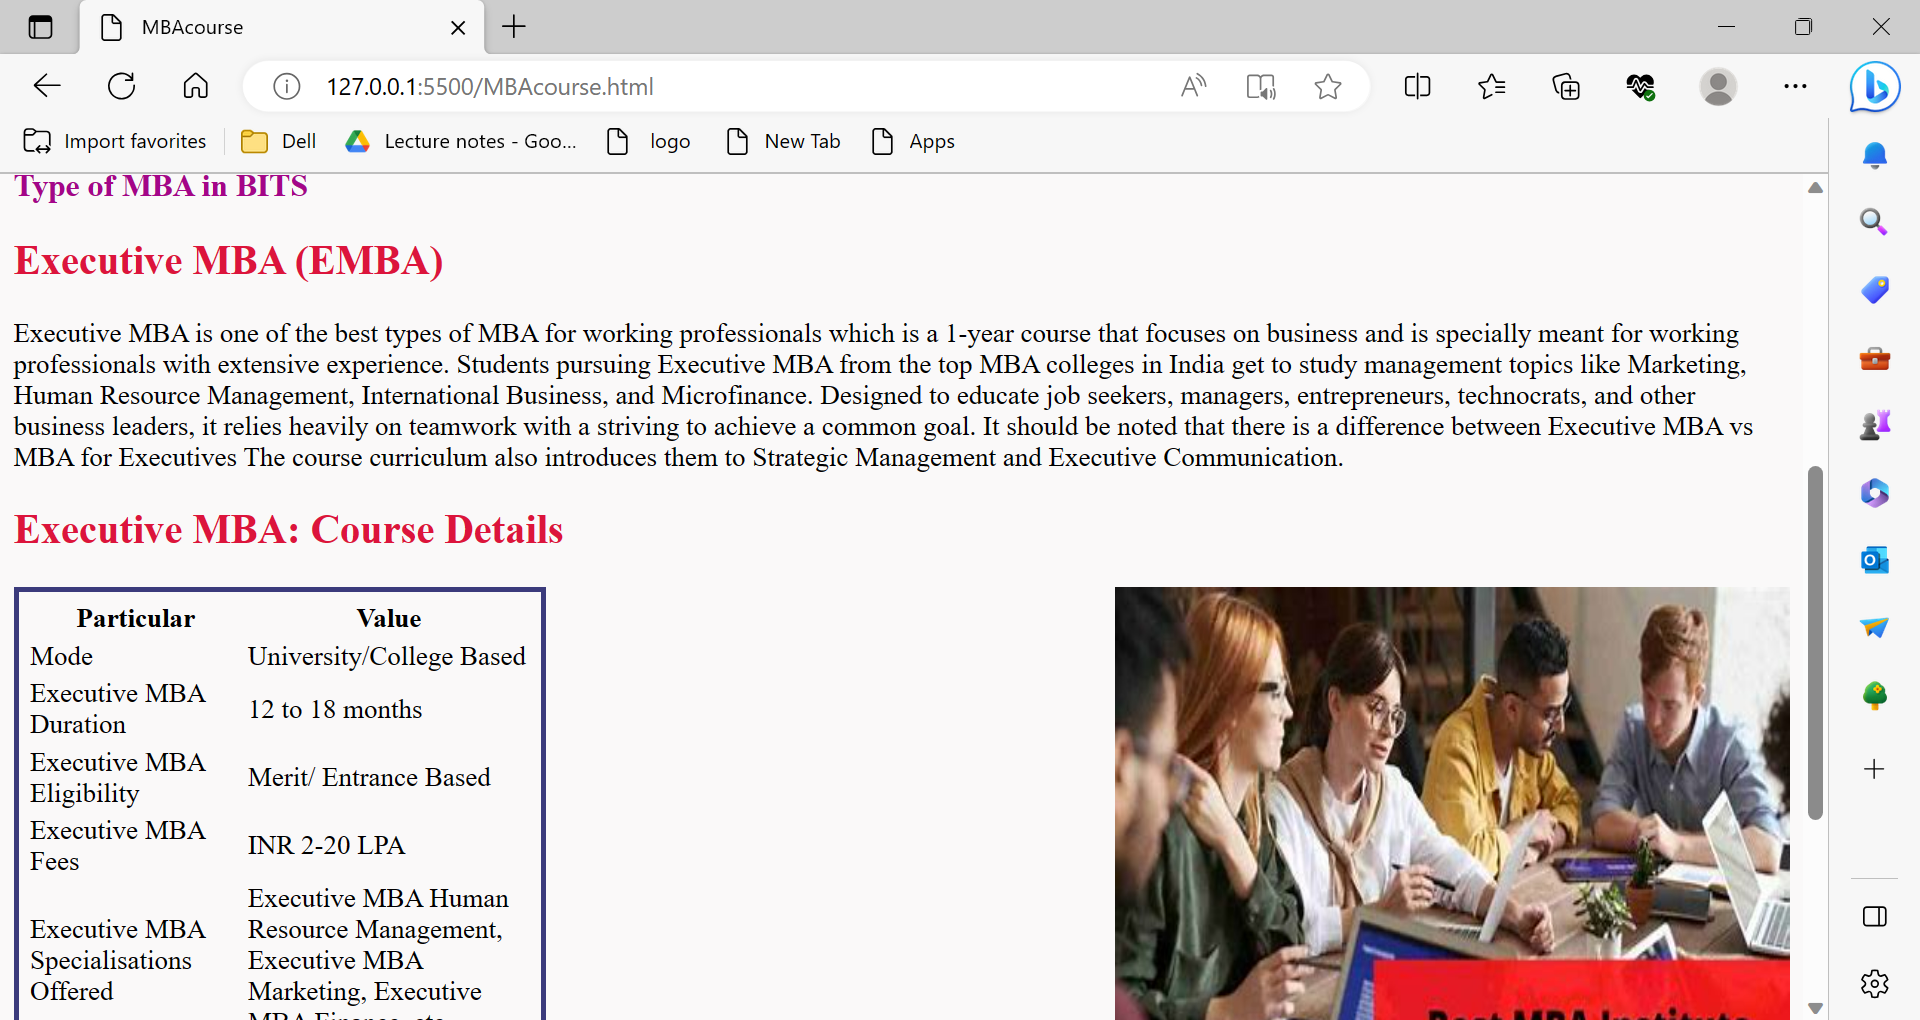 MBAcourse
127.0.0.1:5500/MBAcourse.html
Import favorites
Dell
Lecture notes - Goo...
logo
New Tab
Apps
Type of MBA in BITS
Executive MBA (EMBA)
Executive MBA is one of the best types of MBA for working professionals which is a 1-year course that focuses on business and is specially meant for working
professionals with extensive experience. Students pursuing Executive MBA from the top MBA colleges in India get to study management topics like Marketing,
Human Resource Management, International Business, and Microfinance. Designed to educate job seekers, managers, entrepreneurs, technocrats, and other
business leaders, it relies heavily on teamwork with a striving to achieve a common goal. It should be noted that there is a difference between Executive MBA vs
MBA for Executives The course curriculum also introduces them to Strategic Management and Executive Communication.
Executive MBA: Course Details
Particular Value
Mode University/College Based
Executive MBA
Duration
12 to 18 months
Executive MBA
Eligibility
Merit/ Entrance Based
Executive MBA
Fees
INR 2-20 LPA
Executive MBA
Specialisations
Offered
Executive MBA Human
Resource Management,
Executive MBA
Marketing, Executive
MBA Finance, etc
Best MBA Institute